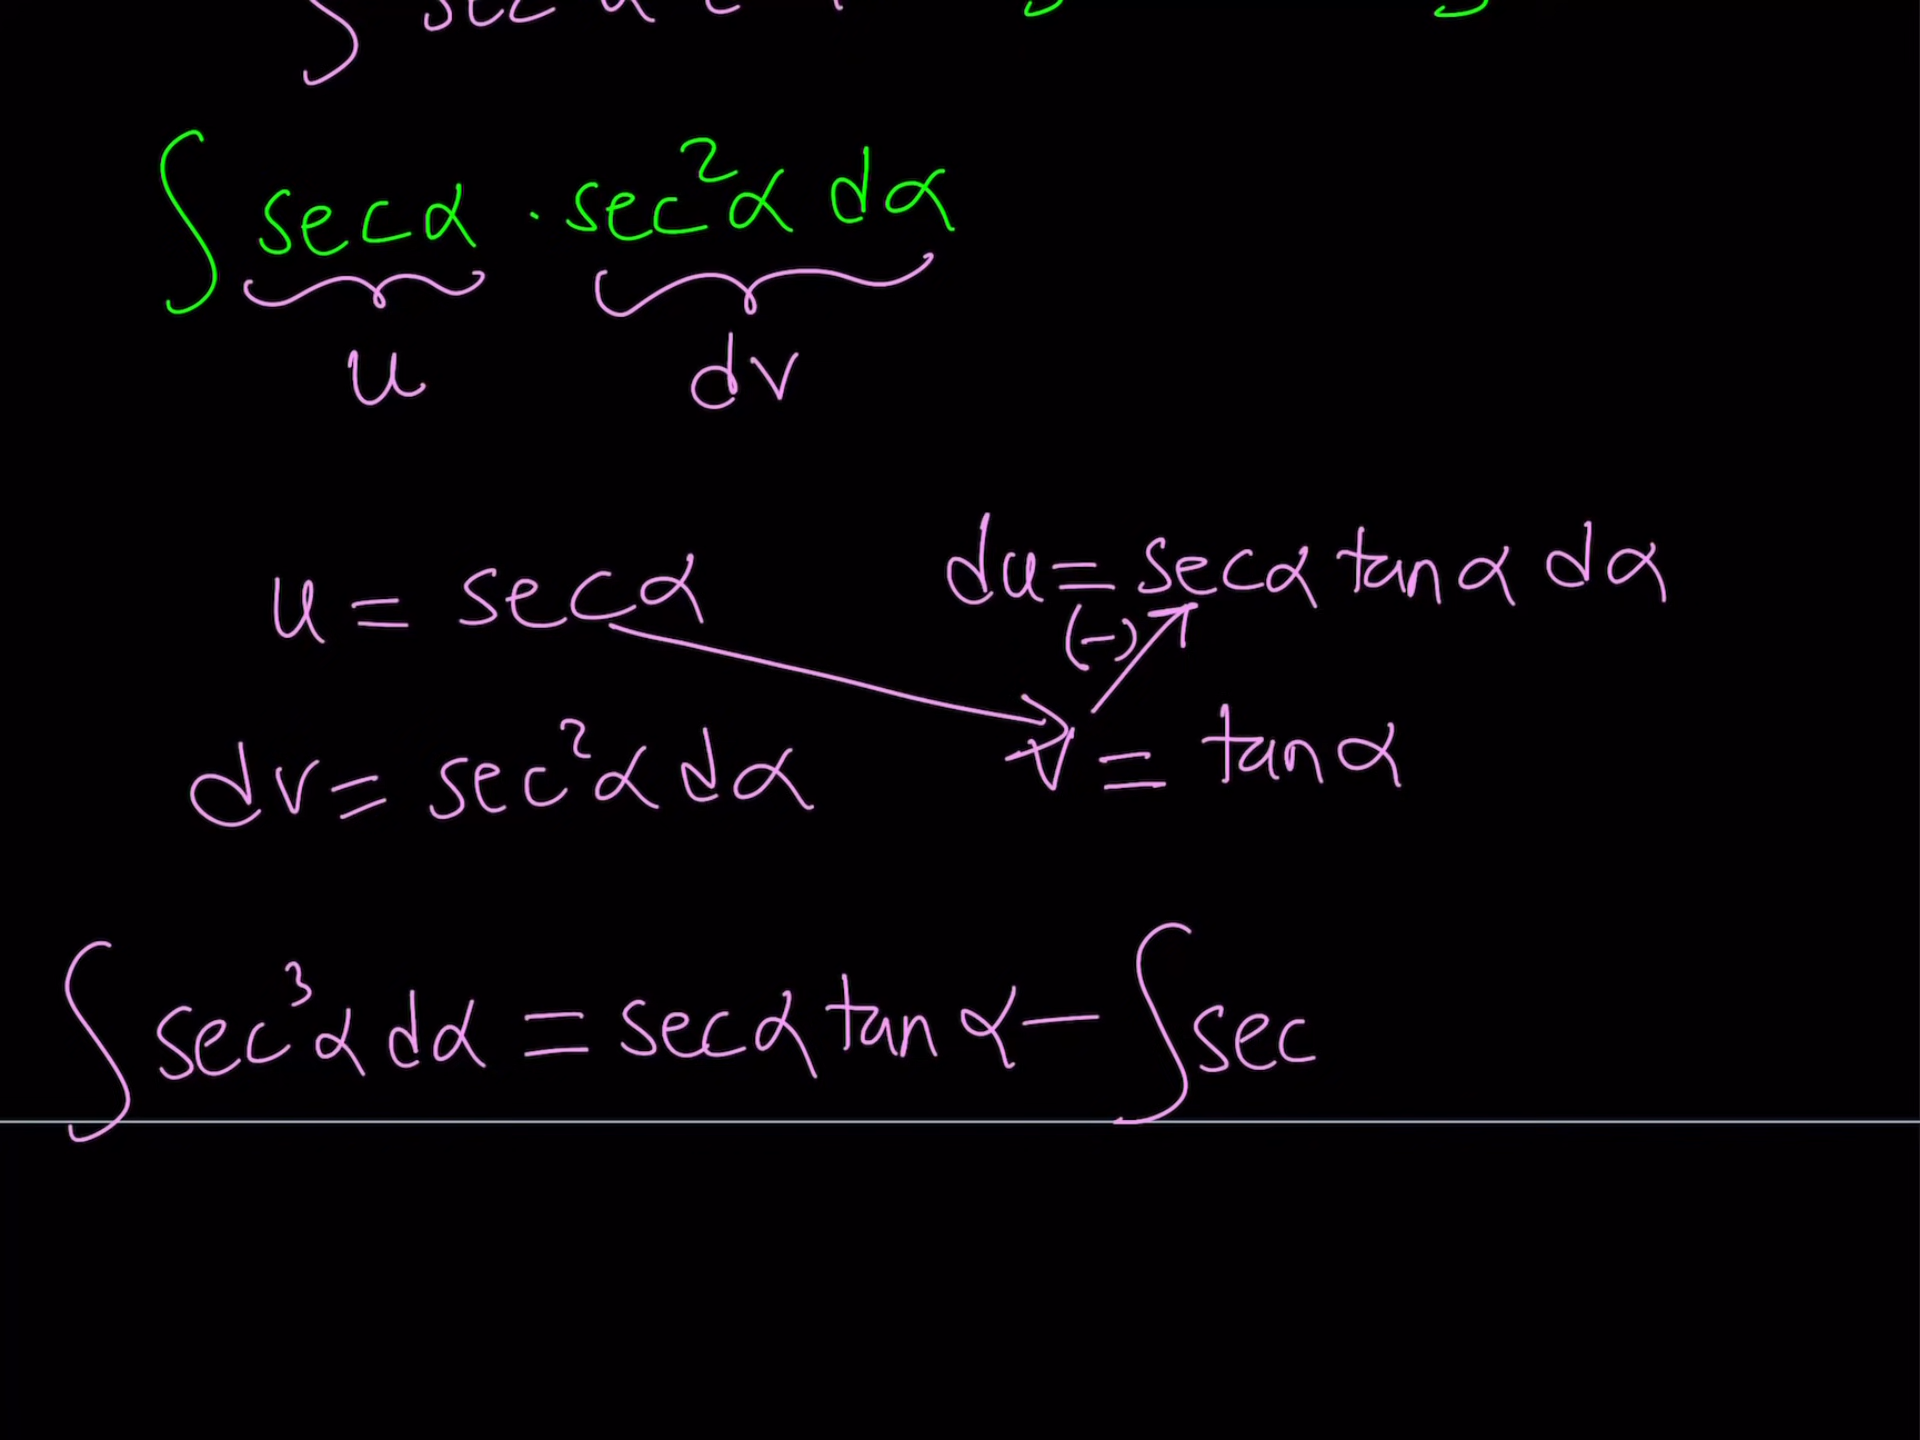 ∫ secα · sec²α dα
u dv
u = secα du = secα tanα dα
(-)
dv = sec²α dα v = tanα
∫ sec³α dα = secα tanα - ∫ sec